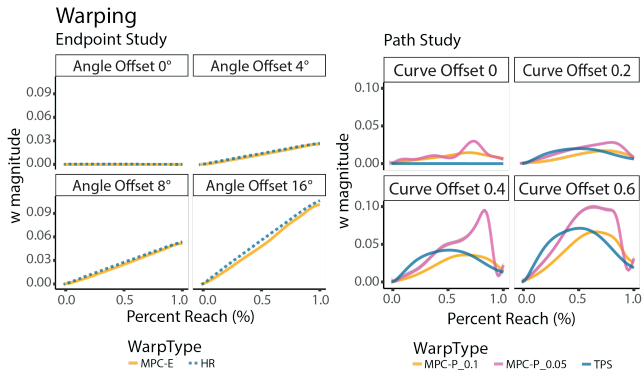 Warping
Endpoint Study
Angle Offset 0°
Angle Offset 4°
0.09
0.06
0.03
0.00
Angle Offset 8°
Angle Offset 16°
0.09
0.06
0.03
0.00
w magnitude
0.0
0.5
1.0
0.0
0.5
1.0
Percent Reach (%)
WarpType
MPC-E
HR
Path Study
Curve Offset 0
Curve Offset 0.2
0.10
0.05
0.00
Curve Offset 0.4
Curve Offset 0.6
0.10
0.05
0.00
w magnitude
0.0
0.5
1.0
0.0
0.5
1.0
Percent Reach (%)
WarpType
MPC-P_0.1
MPC-P_0.05
TPS